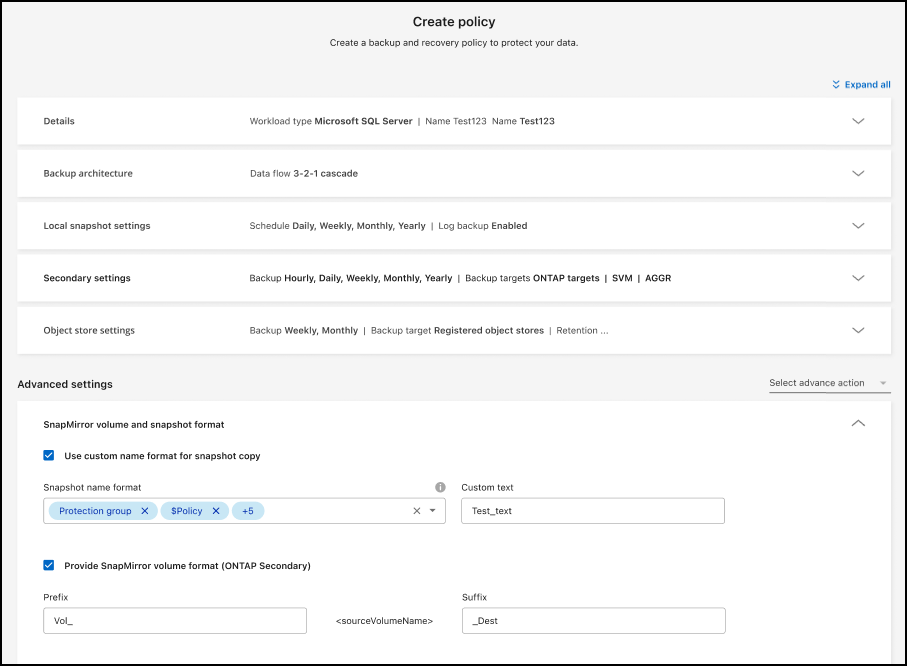 Create policy
Create a backup and recovery policy to protect your data.
Expand all
Details Workload type Microsoft SQL Server | Name Test123 Name Test123
Backup architecture Data flow 3-2-1 cascade
Local snapshot settings Schedule Daily, Weekly, Monthly, Yearly | Log backup Enabled
Secondary settings Backup Hourly, Daily, Weekly, Monthly, Yearly | Backup targets ONTAP targets | SVM | AGGR
Object store settings Backup Weekly, Monthly | Backup target Registered object stores | Retention ...
Advanced settings Select advance action
SnapMirror volume and snapshot format
Use custom name format for snapshot copy
Snapshot name format Custom text
Protection group $Policy +5 Test_text
Provide SnapMirror volume format (ONTAP Secondary)
Prefix Suffix
Vol_ <sourceVolumeName> _Dest